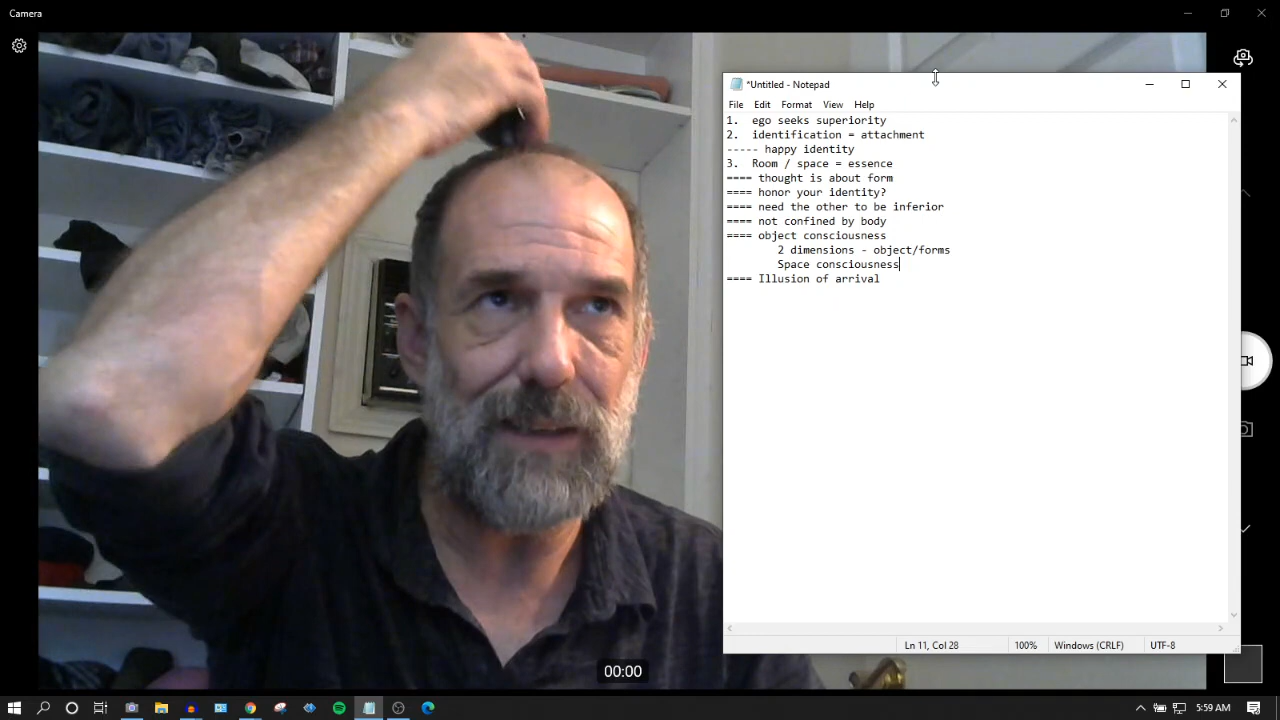 Camera
*Untitled - Notepad
File Edit Format View Help
1.  ego seeks superiority
2.  identification = attachment
----- happy identity
3.  Room / space = essence
==== thought is about form
==== honor your identity?
==== need the other to be inferior
==== not confined by body
==== object consciousness
        2 dimensions - object/forms
        Space consciousness
==== Illusion of arrival
Ln 11, Col 28 100% Windows (CRLF) UTF-8
00:00
5:59 AM